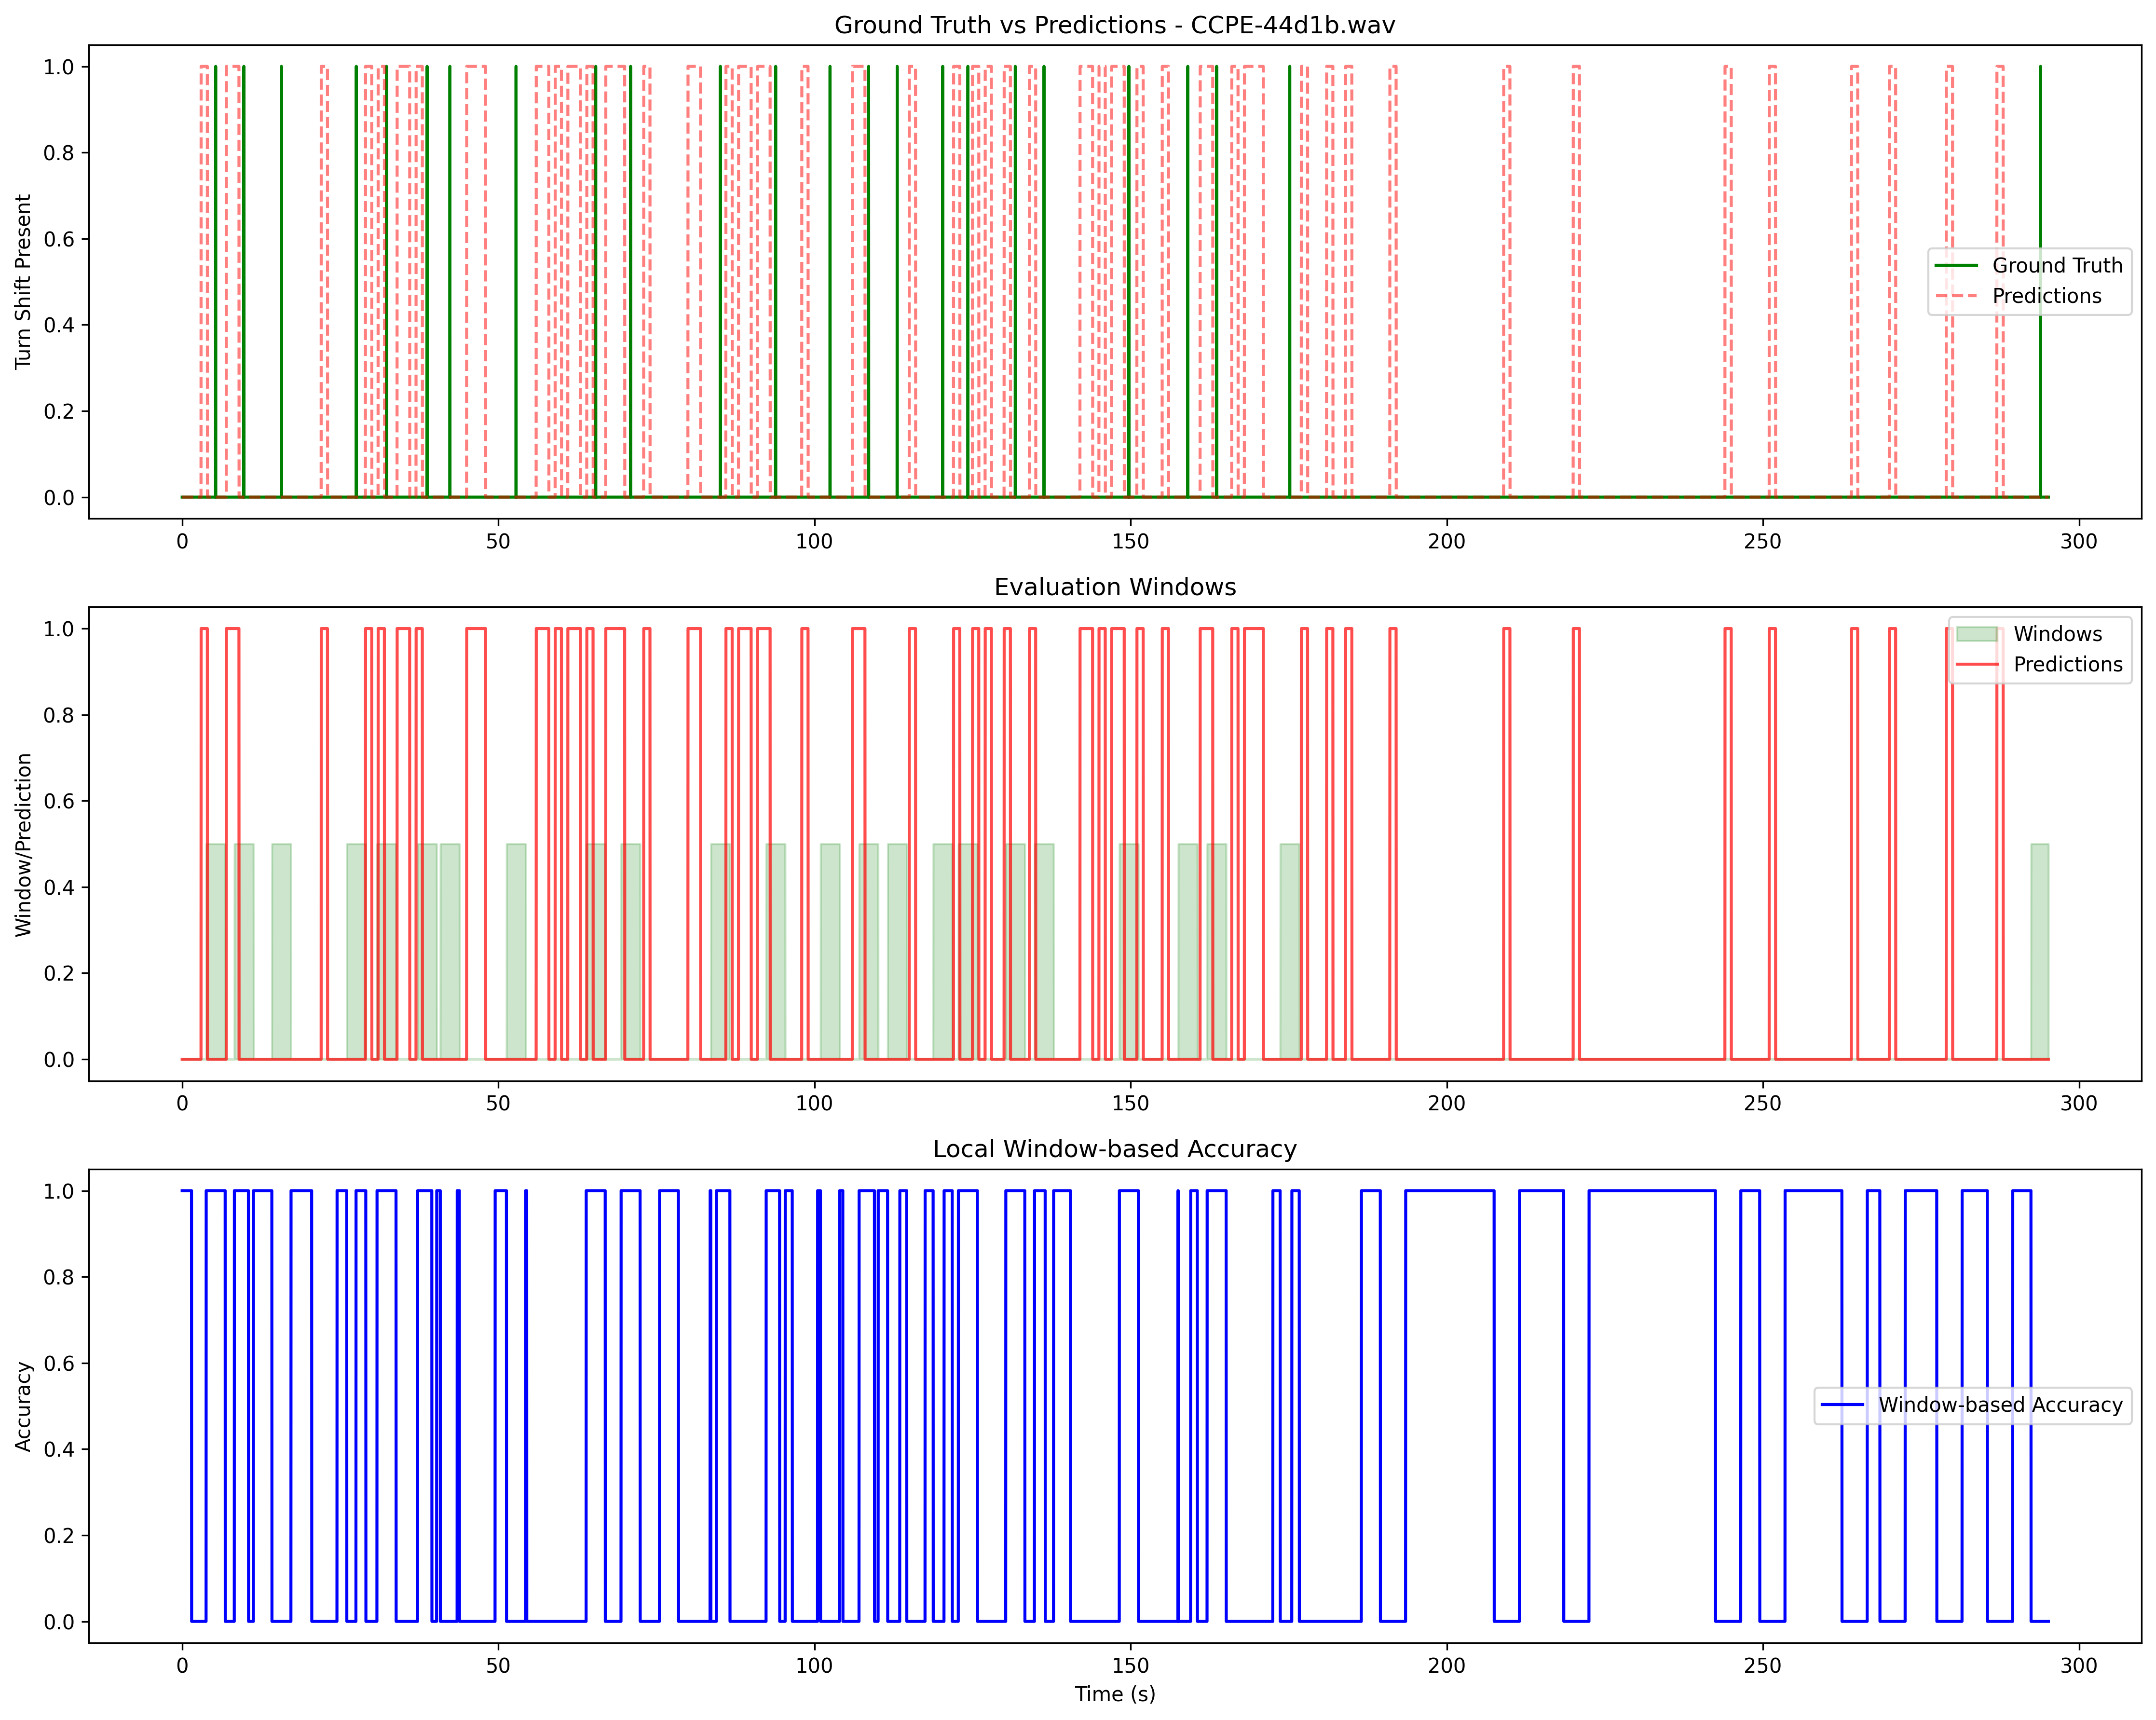 Ground Truth vs Predictions - CCPE-44d1b.wav
1.0
0.8
0.6
0.4
0.2
0.0
Turn Shift Present
Ground Truth
Predictions
0 50 100 150 200 250 300
Evaluation Windows
1.0
0.8
0.6
0.4
0.2
0.0
Window/Prediction
Windows
Predictions
0 50 100 150 200 250 300
Local Window-based Accuracy
1.0
0.8
0.6
0.4
0.2
0.0
Accuracy
Window-based Accuracy
0 50 100 150 200 250 300
Time (s)